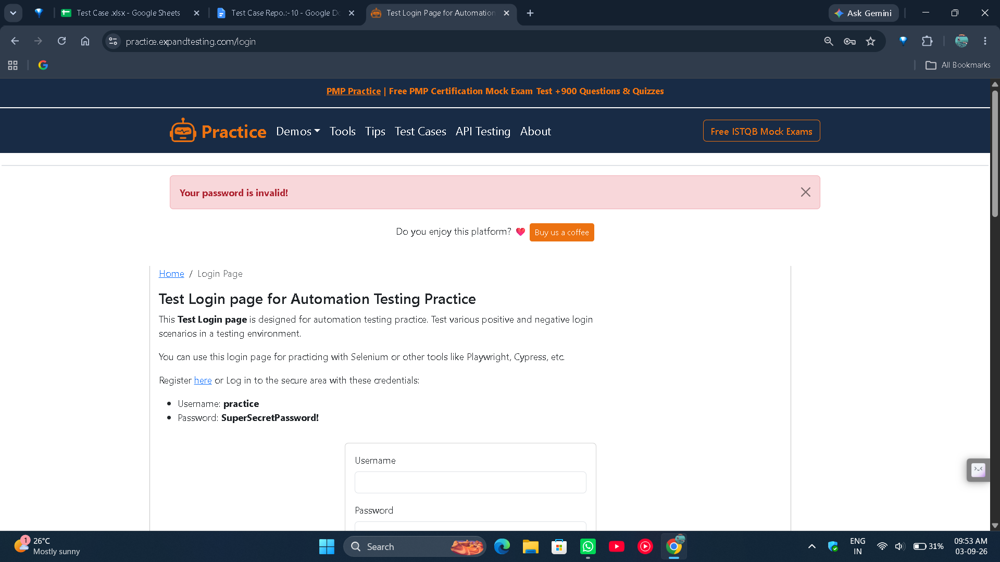 Test Case .xlsx - Google Sheets
Test Case Repo.:-10 - Google Do
Test Login Page for Automation
Ask Gemini
practice.expandtesting.com/login
All Bookmarks
PMP Practice | Free PMP Certification Mock Exam Test +900 Questions & Quizzes
Practice Demos Tools Tips Test Cases API Testing About Free ISTQB Mock Exams
Your password is invalid!
Do you enjoy this platform? Buy us a coffee
Home / Login Page
Test Login page for Automation Testing Practice
This Test Login page is designed for automation testing practice. Test various positive and negative login
scenarios in a testing environment.
You can use this login page for practicing with Selenium or other tools like Playwright, Cypress, etc.
Register here or Log in to the secure area with these credentials:
Username: practice
Password: SuperSecretPassword!
Username
Password
1
26°C
Mostly sunny
Search
ENG
IN
31%
09:53 AM
03-09-26